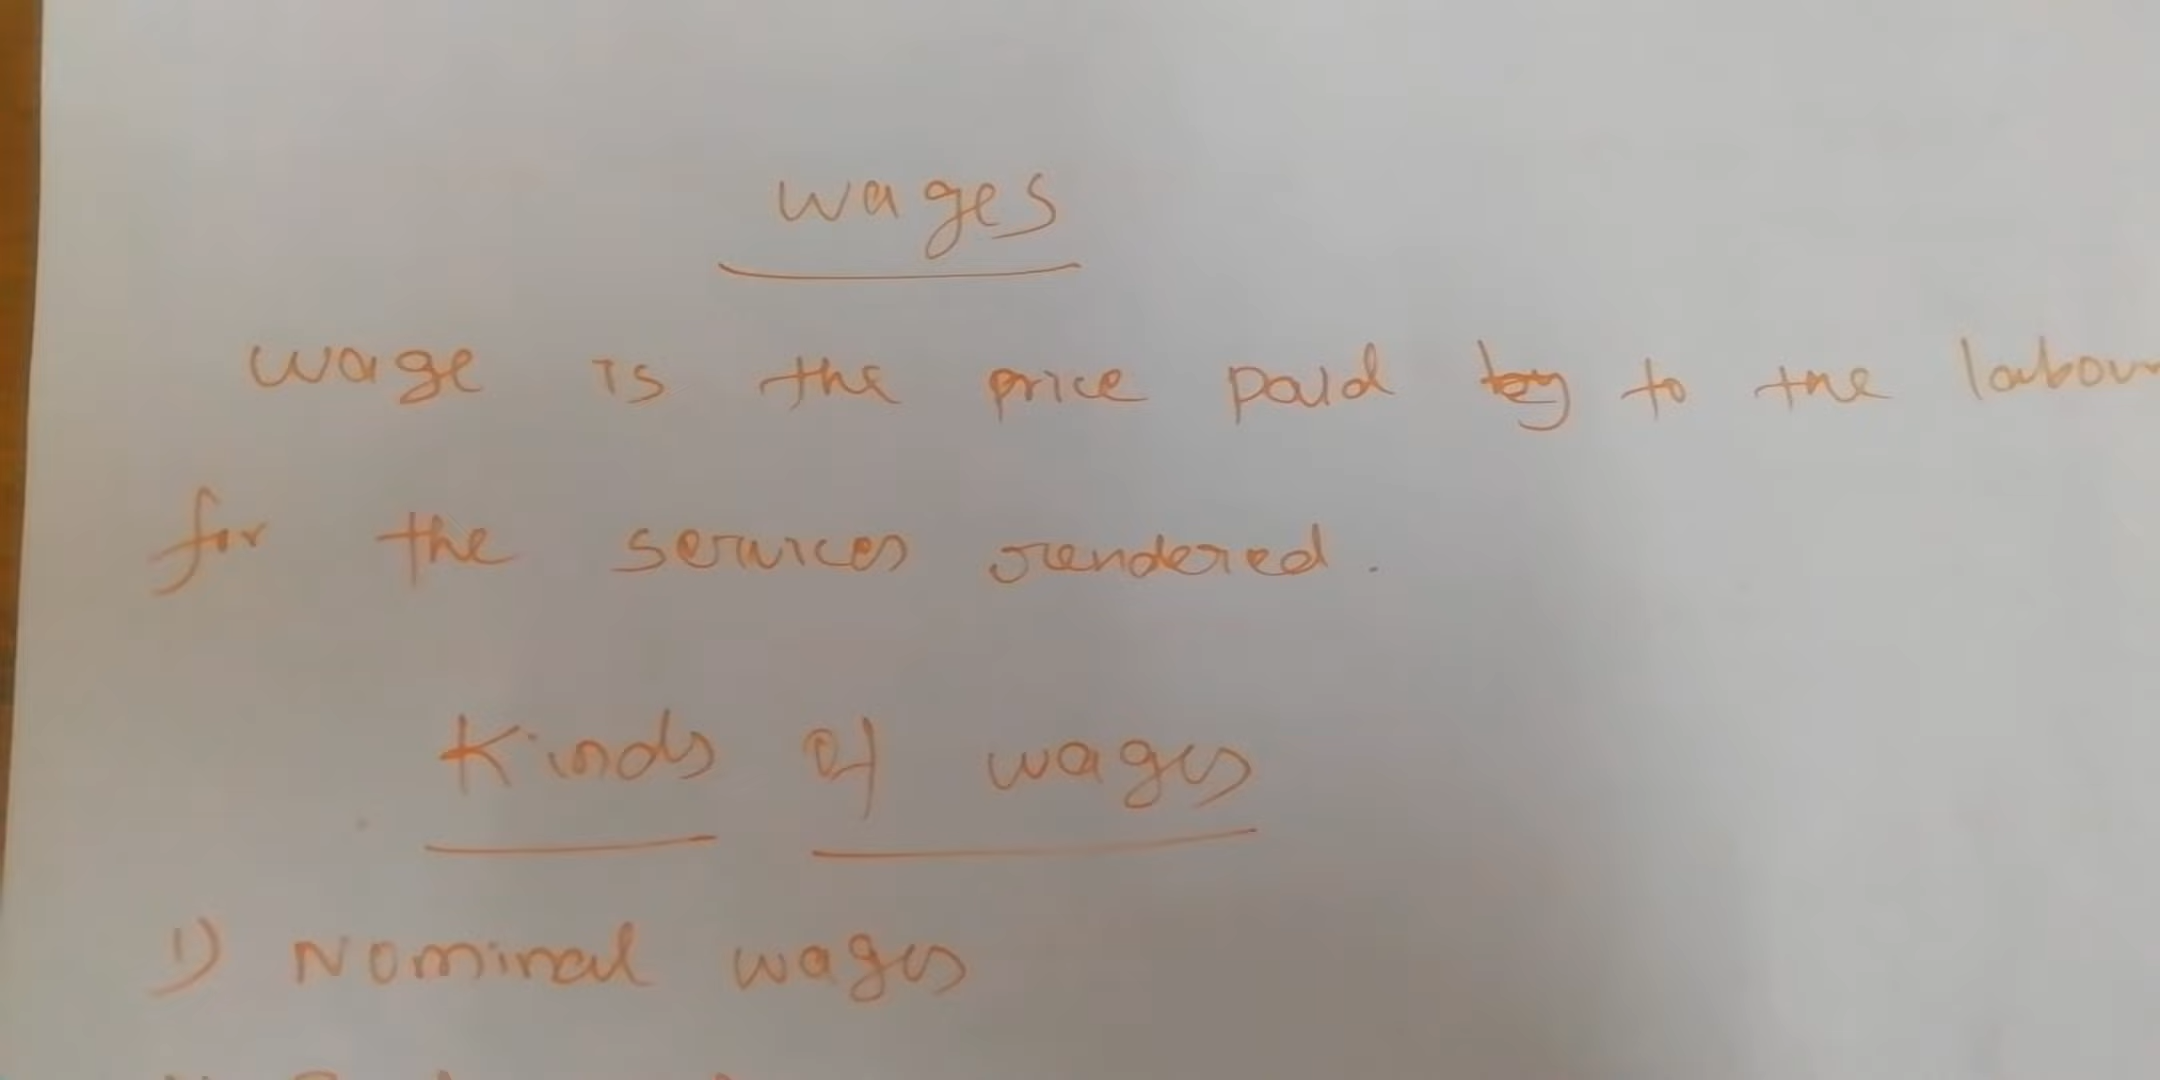 wages
wage is the price paid by to the labour
for the services rendered.
Kinds of wages
1) Nominal wages